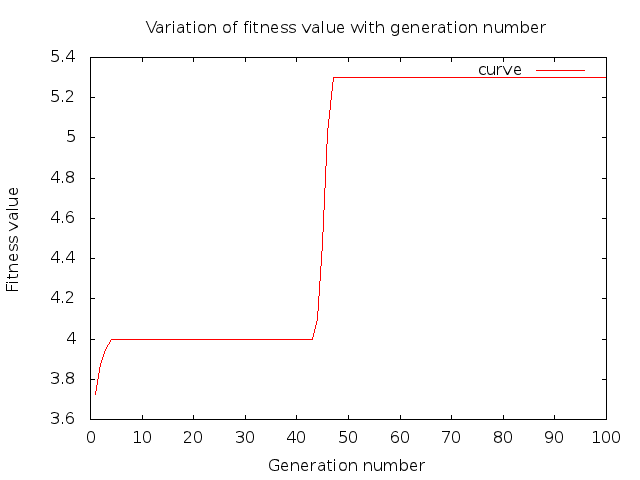 Variation of fitness value with generation number
5.4
curve
5.2
5
4.8
4.6
4.4
4.2
4
3.8
3.6
Fitness value
0 10 20 30 40 50 60 70 80 90 100
Generation number